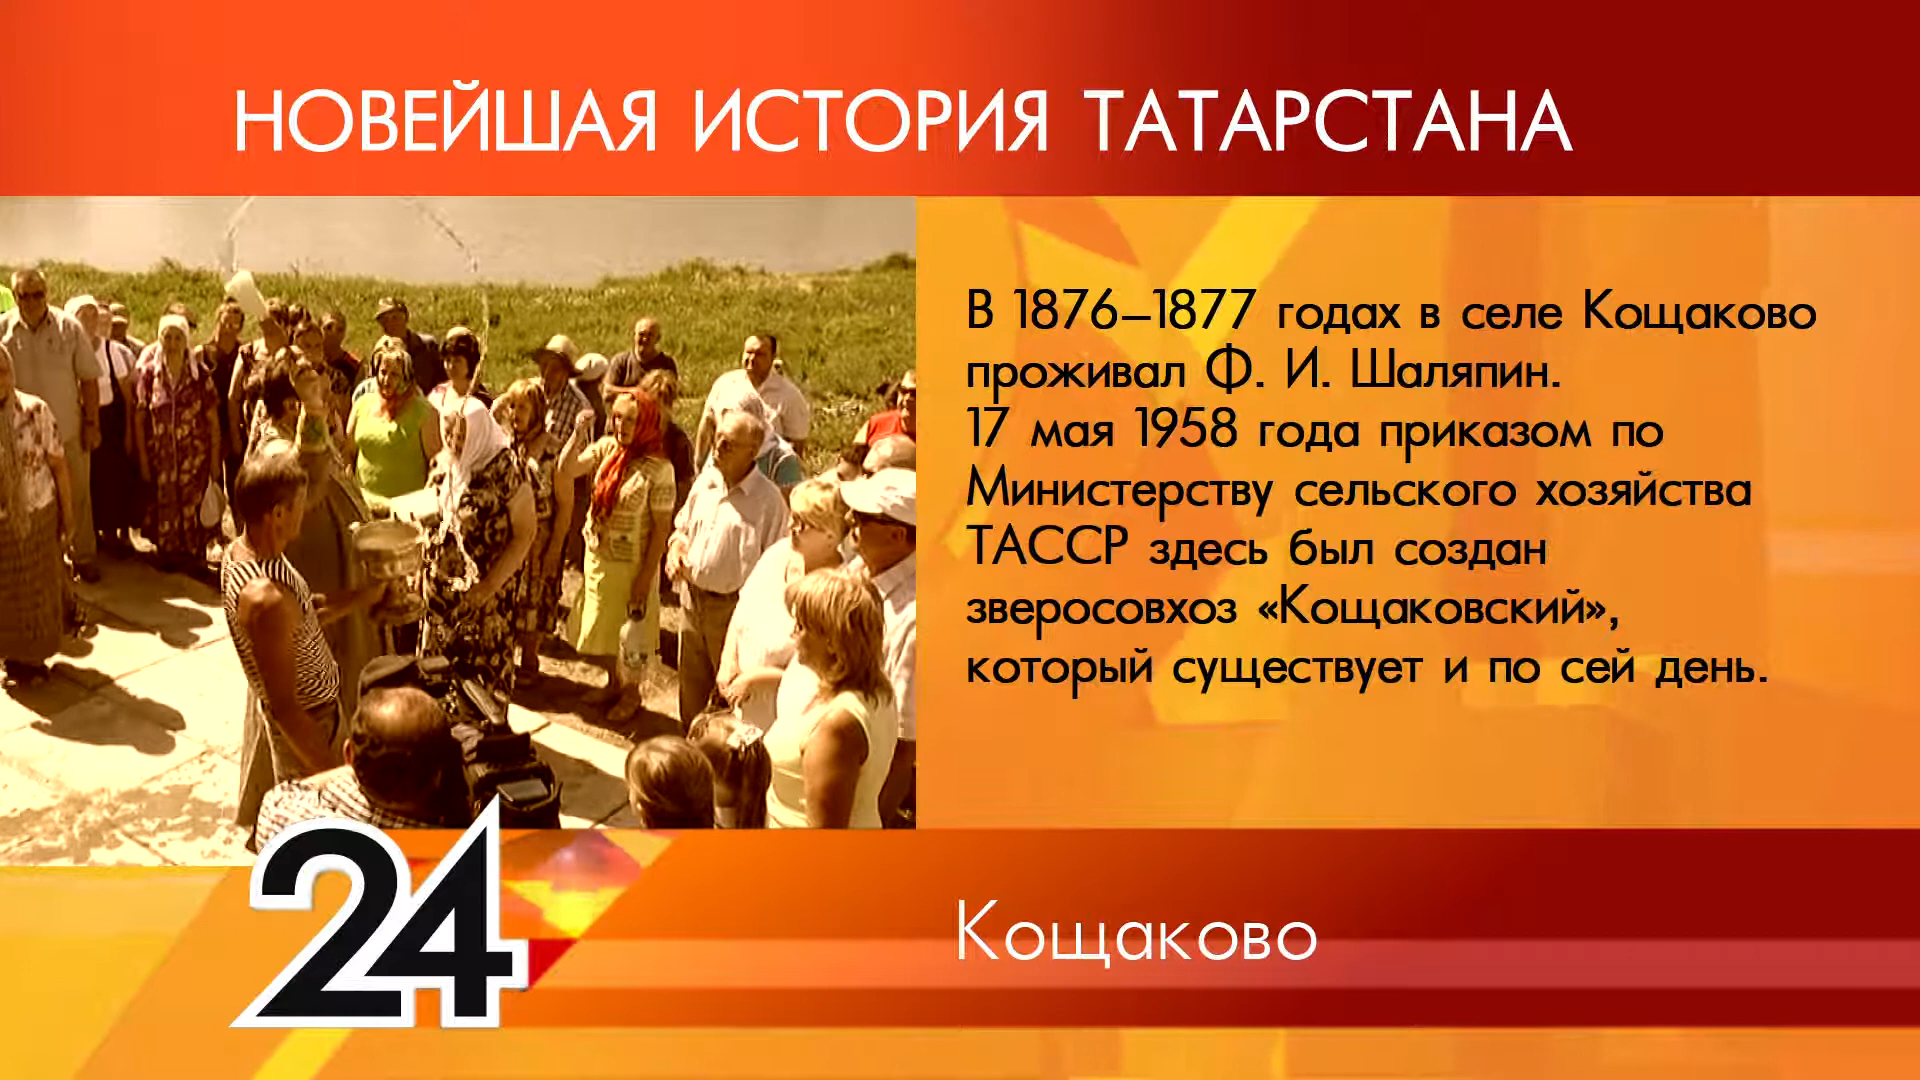 НОВЕЙШАЯ ИСТОРИЯ ТАТАРСТАНА
В 1876–1877 годах в селе Кощаково
проживал Ф. И. Шаляпин.
17 мая 1958 года приказом по
Министерству сельского хозяйства
ТАССР здесь был создан
зверосовхоз «Кощаковский»,
который существует и по сей день.
24
Кощаково